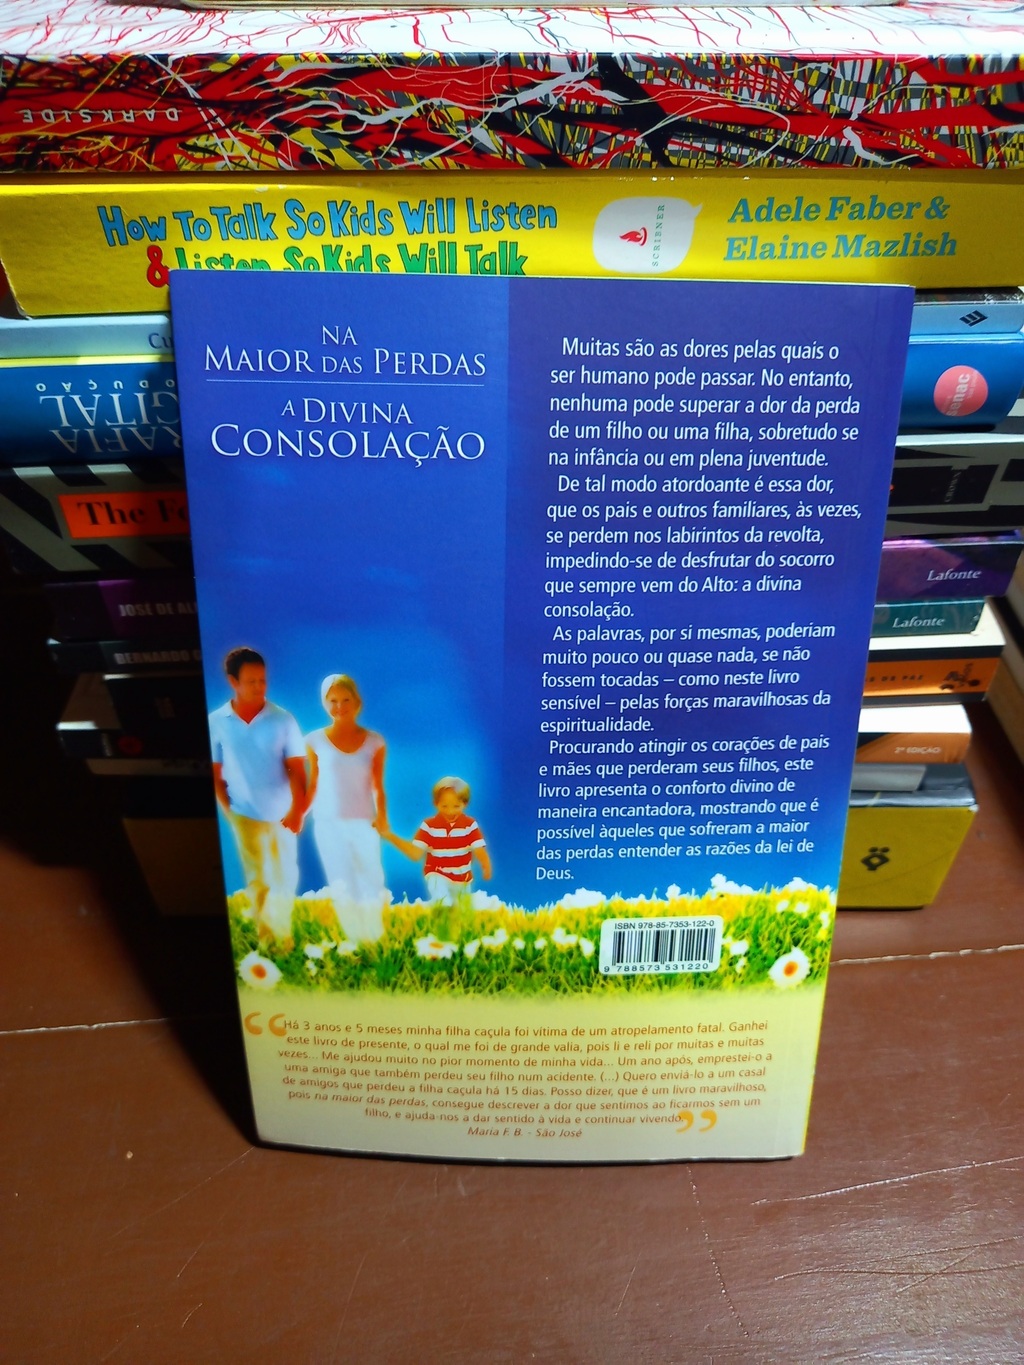 DARKSIDE
How To Talk So Kids Will Listen
& Listen So Kids Will Talk
SCRIBNER
Adele Faber &
Elaine Mazlish
senac
The
CROWN
JOSÉ DE
BERNARDO
Lafonte
Lafonte
2ª EDIÇÃO
NA
MAIOR DAS PERDAS
A DIVINA
CONSOLAÇÃO
Muitas são as dores pelas quais o
ser humano pode passar. No entanto,
nenhuma pode superar a dor da perda
de um filho ou uma filha, sobretudo se
na infância ou em plena juventude.
De tal modo atordoante é essa dor,
que os pais e outros familiares, às vezes,
se perdem nos labirintos da revolta,
impedindo-se de desfrutar do socorro
que sempre vem do Alto: a divina
consolação.
As palavras, por si mesmas, poderiam
muito pouco ou quase nada, se não
fossem tocadas – como neste livro
sensível – pelas forças maravilhosas da
espiritualidade.
Procurando atingir os corações de pais
e mães que perderam seus filhos, este
livro apresenta o conforto divino de
maneira encantadora, mostrando que é
possível àqueles que sofreram a maior
das perdas entender as razões da lei de
Deus.
ISBN 978-85-7353-122-0
9 788573 531220
“Há 3 anos e 5 meses minha filha caçula foi vítima de um atropelamento fatal. Ganhei
este livro de presente, o qual me foi de grande valia, pois li e reli por muitas e muitas
vezes... Me ajudou muito no pior momento de minha vida... Um ano após, emprestei-o a
uma amiga que também perdeu seu filho num acidente. (...) Quero enviá-lo a um casal
de amigos que perdeu a filha caçula há 15 dias. Posso dizer, que é um livro maravilhoso,
pois na maior das perdas, consegue descrever a dor que sentimos ao ficarmos sem um
filho, e ajuda-nos a dar sentido à vida e continuar vivendo.”
Maria F. B. - São José